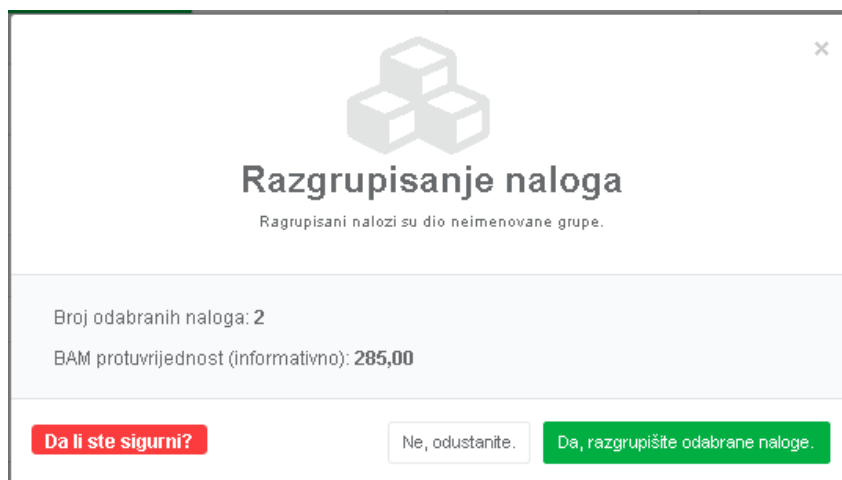 ×
Razgrupisanje naloga
Ragrupisani nalozi su dio neimenovane grupe.
Broj odabranih naloga: 2
BAM protuvrijednost (informativno): 285,00
Da li ste sigurni?
Ne, odustanite.
Da, razgrupišite odabrane naloge.